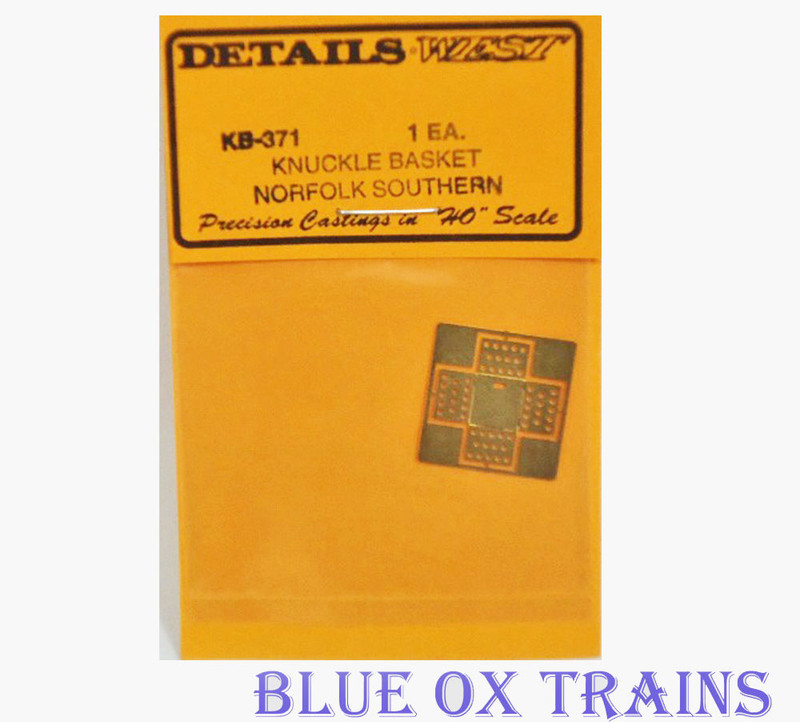 DETAILS WEST
KB-371 1 EA.
KNUCKLE BASKET
NORFOLK SOUTHERN
Precision Castings in "HO" Scale
BLUE OX TRAINS